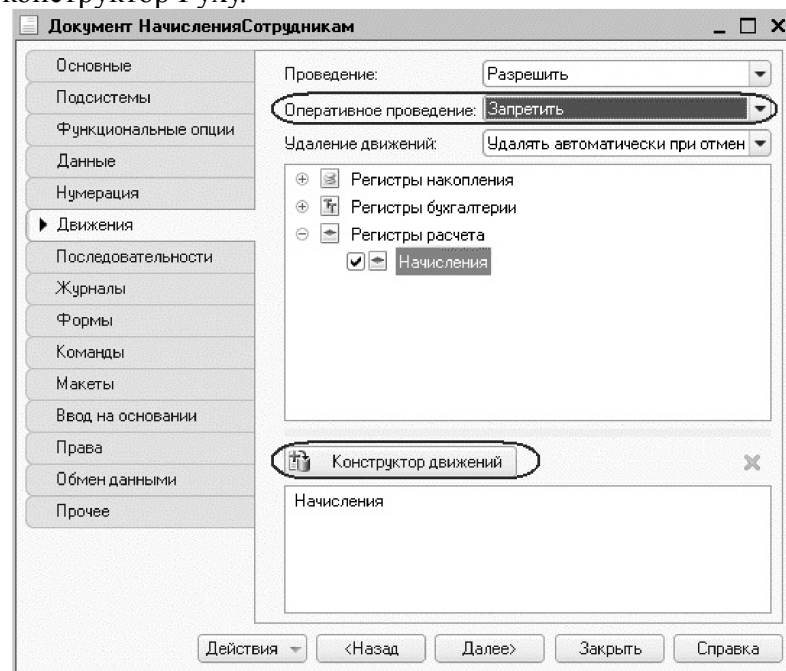 конструктор рух у.
Документ НачисленияСотрудникам
Основные
Подсистемы
Функциональные опции
Данные
Нумерация
Движения
Последовательности
Журналы
Формы
Команды
Макеты
Ввод на основании
Права
Обмен данными
Прочее
Проведение: Разрешить
Оперативное проведение: Запретить
Удаление движений: Удалять автоматически при отмен
Регистры накопления
Регистры бухгалтерии
Регистры расчета
Начисления
Конструктор движений
Начисления
Действия
<Назад
Далее>
Закрыть
Справка